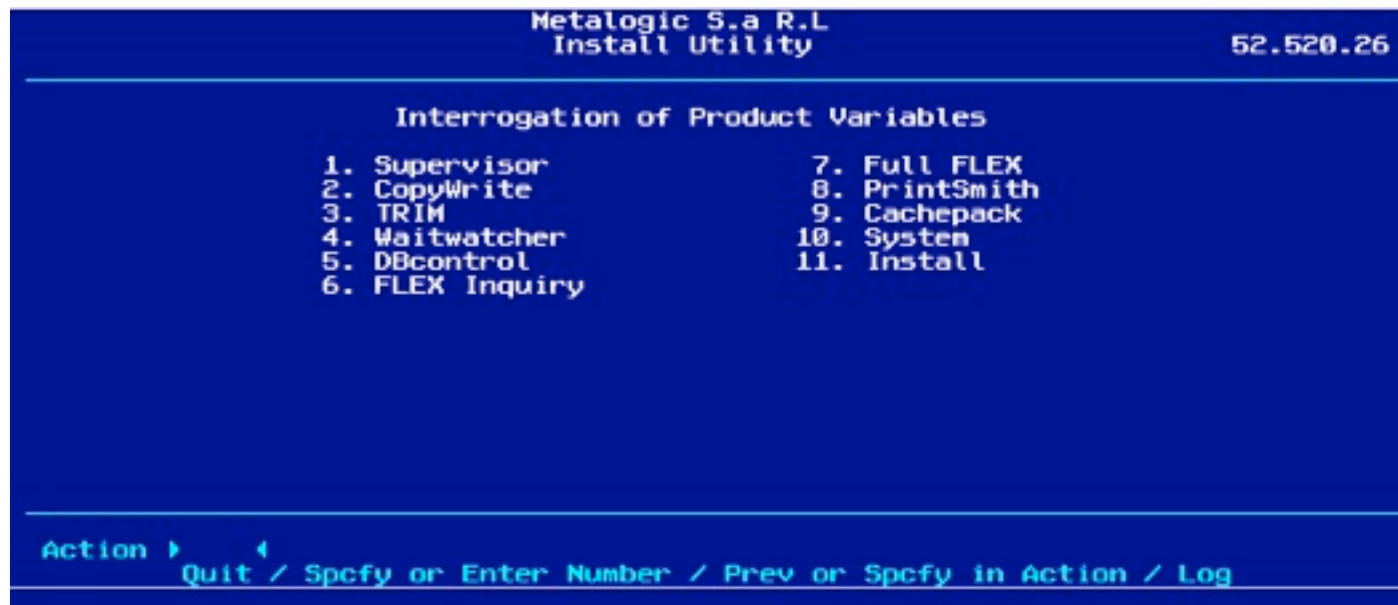 Metalogic S.a R.L
Install Utility 52.520.26
Interrogation of Product Variables
1. Supervisor 7. Full FLEX
2. CopyWrite 8. PrintSmith
3. TRIM 9. Cachepack
4. Waitwatcher 10. System
5. DBcontrol 11. Install
6. FLEX Inquiry
Action
Quit / Spcfy or Enter Number / Prev or Spcfy in Action / Log